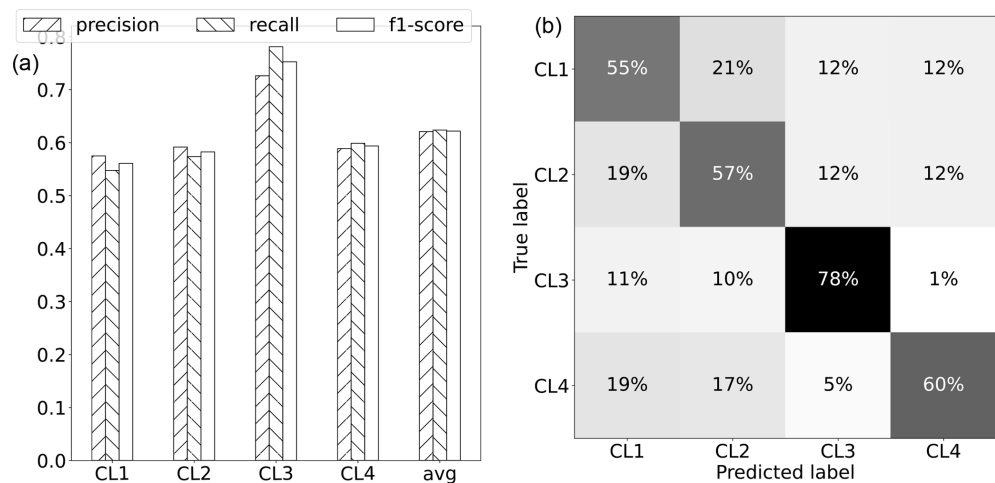 precision recall f1-score
(a)
0.8
0.7
0.6
0.5
0.4
0.3
0.2
0.1
0.0
CL1 CL2 CL3 CL4 avg
(b)
True label
CL1 55% 21% 12% 12%
CL2 19% 57% 12% 12%
CL3 11% 10% 78% 1%
CL4 19% 17% 5% 60%
CL1 CL2 CL3 CL4
Predicted label